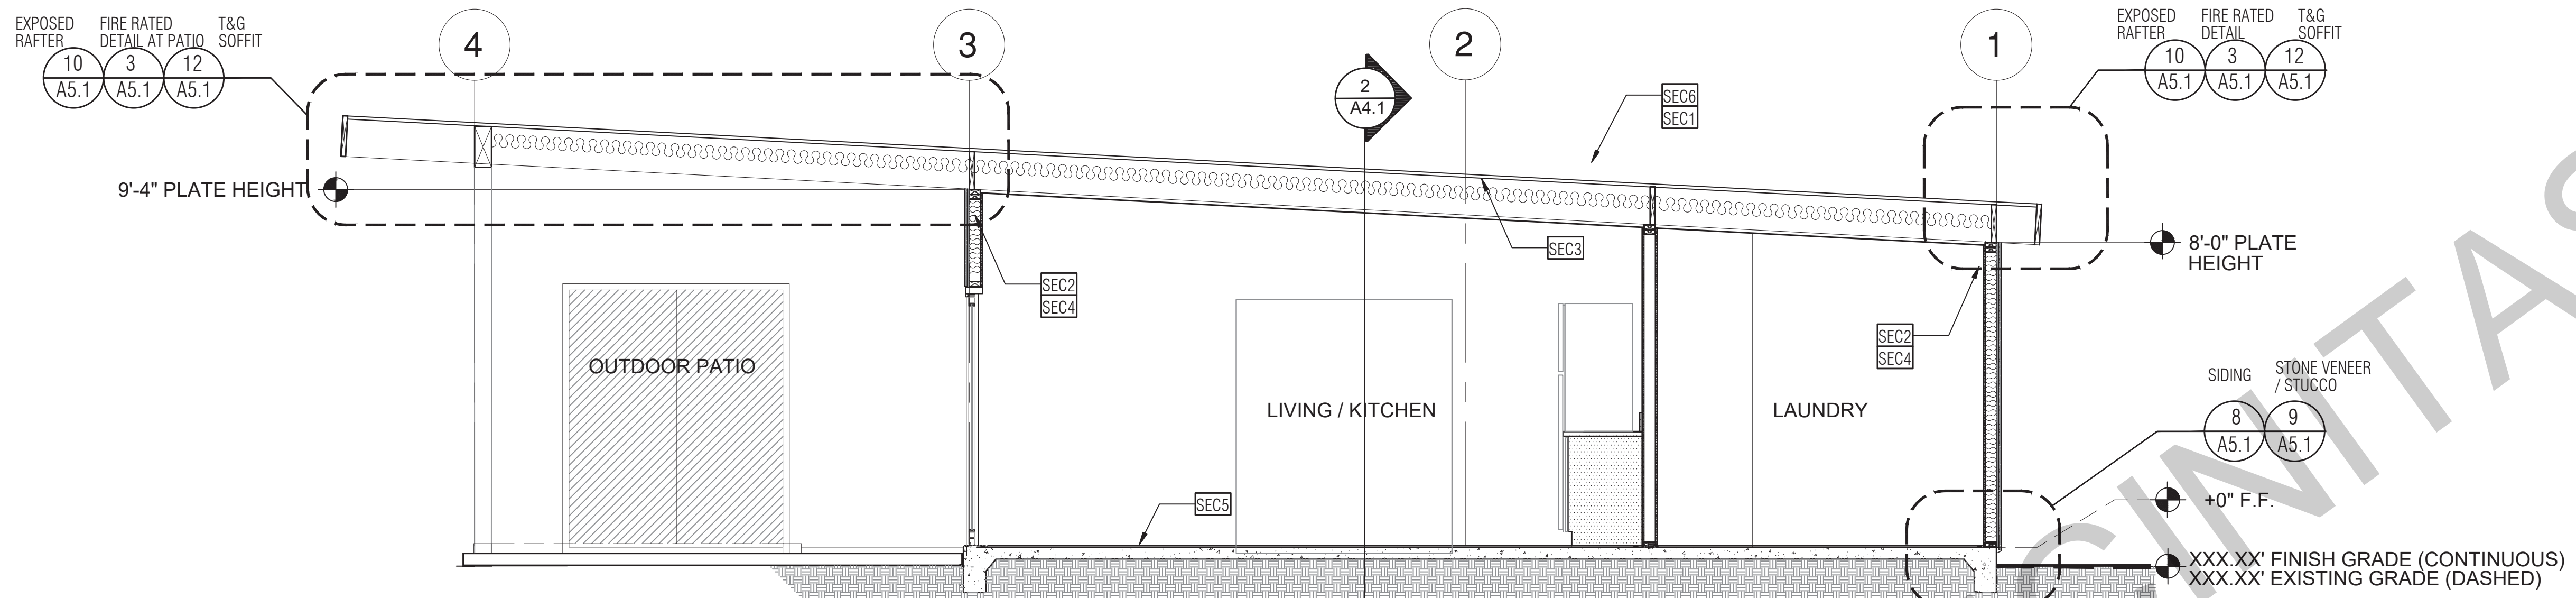 EXPOSED RAFTER
FIRE RATED DETAIL AT PATIO
T&G SOFFIT
10
A5.1
3
A5.1
12
A5.1
4
3
2
1
2
A4.1
EXPOSED RAFTER
FIRE RATED DETAIL
T&G SOFFIT
10
A5.1
3
A5.1
12
A5.1
SEC6
SEC1
9'-4" PLATE HEIGHT
SEC3
8'-0" PLATE
HEIGHT
SEC2
SEC4
SEC2
SEC4
OUTDOOR PATIO
LIVING / KITCHEN
LAUNDRY
SIDING
STONE VENEER
/ STUCCO
8
A5.1
9
A5.1
SEC5
+0" F.F.
XXX.XX' FINISH GRADE (CONTINUOUS)
XXX.XX' EXISTING GRADE (DASHED)
CINITAS